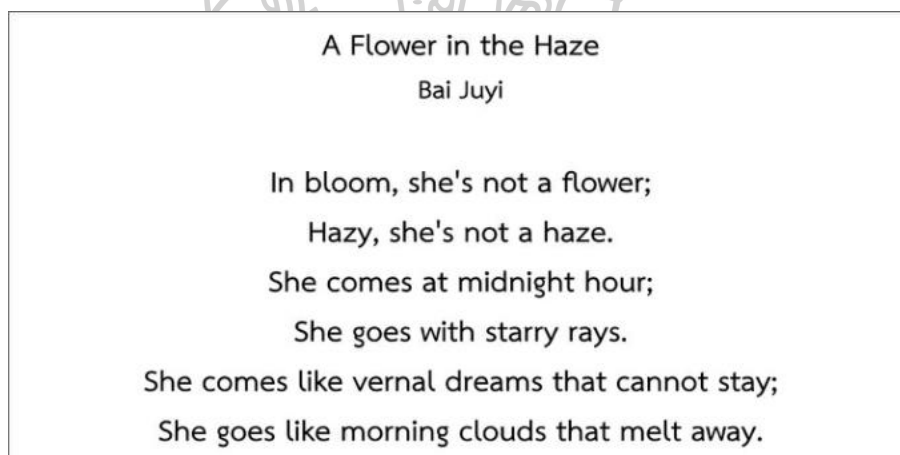 A Flower in the Haze
Bai Juyi
In bloom, she's not a flower;
Hazy, she's not a haze.
She comes at midnight hour;
She goes with starry rays.
She comes like vernal dreams that cannot stay;
She goes like morning clouds that melt away.